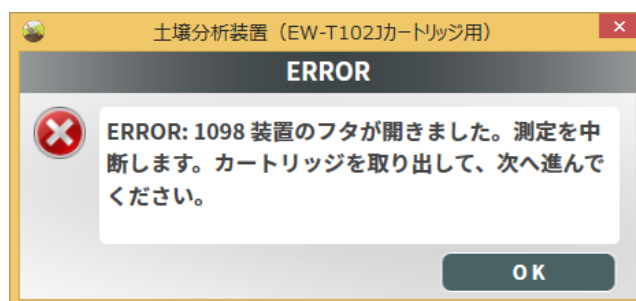 土壌分析装置（EW-T102Jカートリッジ用）
ERROR
ERROR: 1098 装置のフタが開きました。測定を中
断します。カートリッジを取り出して、次へ進んで
ください。
OK